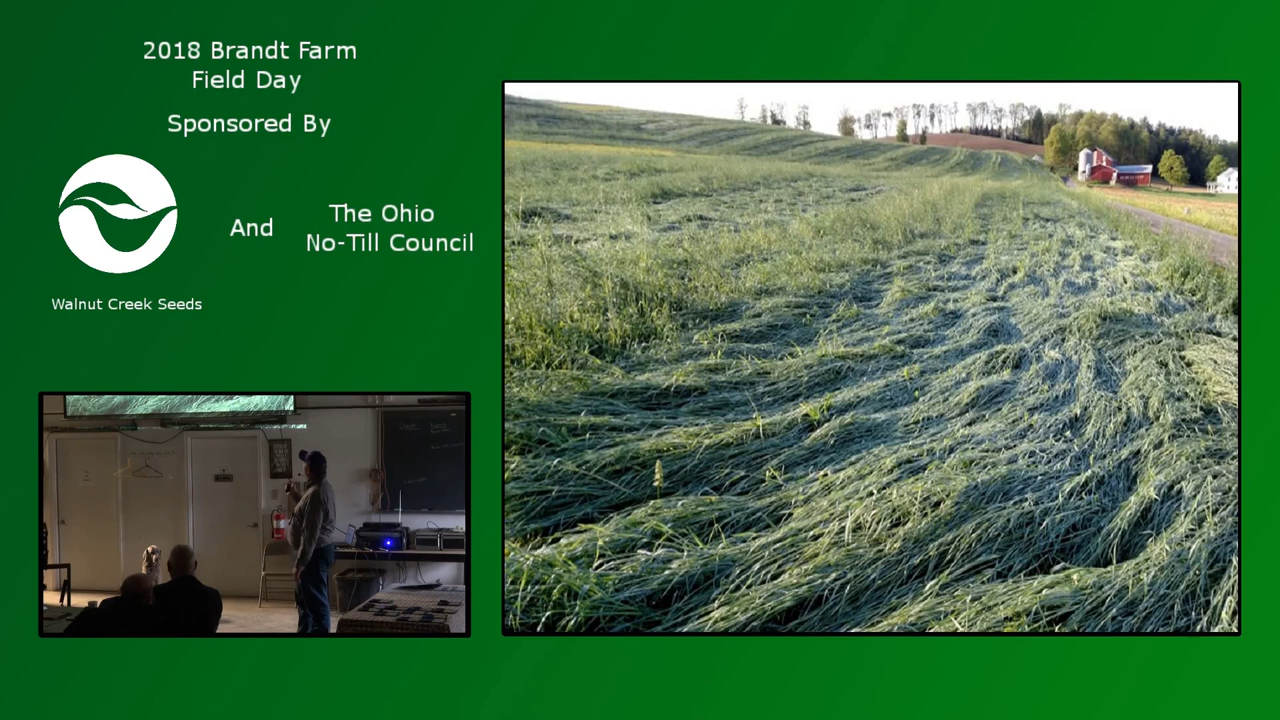 2018 Brandt Farm
Field Day
Sponsored By
And
The Ohio
No-Till Council
Walnut Creek Seeds